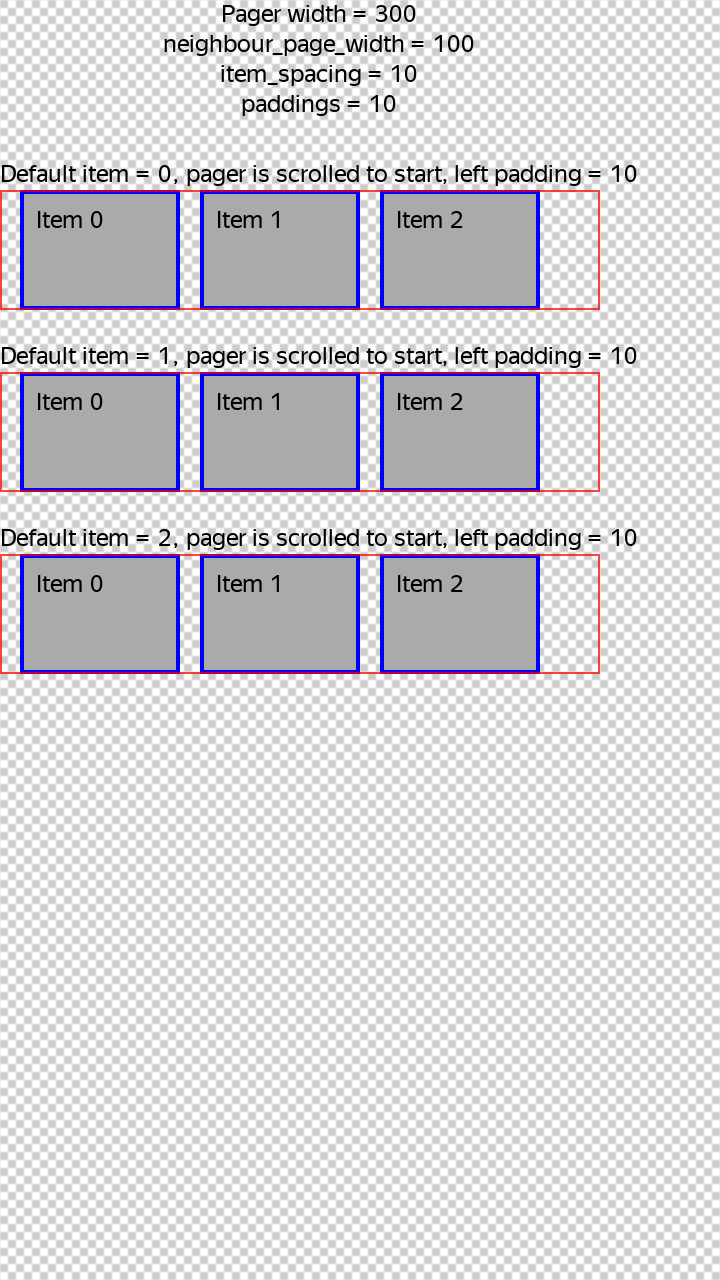 Pager width = 300
neighbour_page_width = 100
item_spacing = 10
paddings = 10
Default item = 0, pager is scrolled to start, left padding = 10
Item 0 Item 1 Item 2
Default item = 1, pager is scrolled to start, left padding = 10
Item 0 Item 1 Item 2
Default item = 2, pager is scrolled to start, left padding = 10
Item 0 Item 1 Item 2